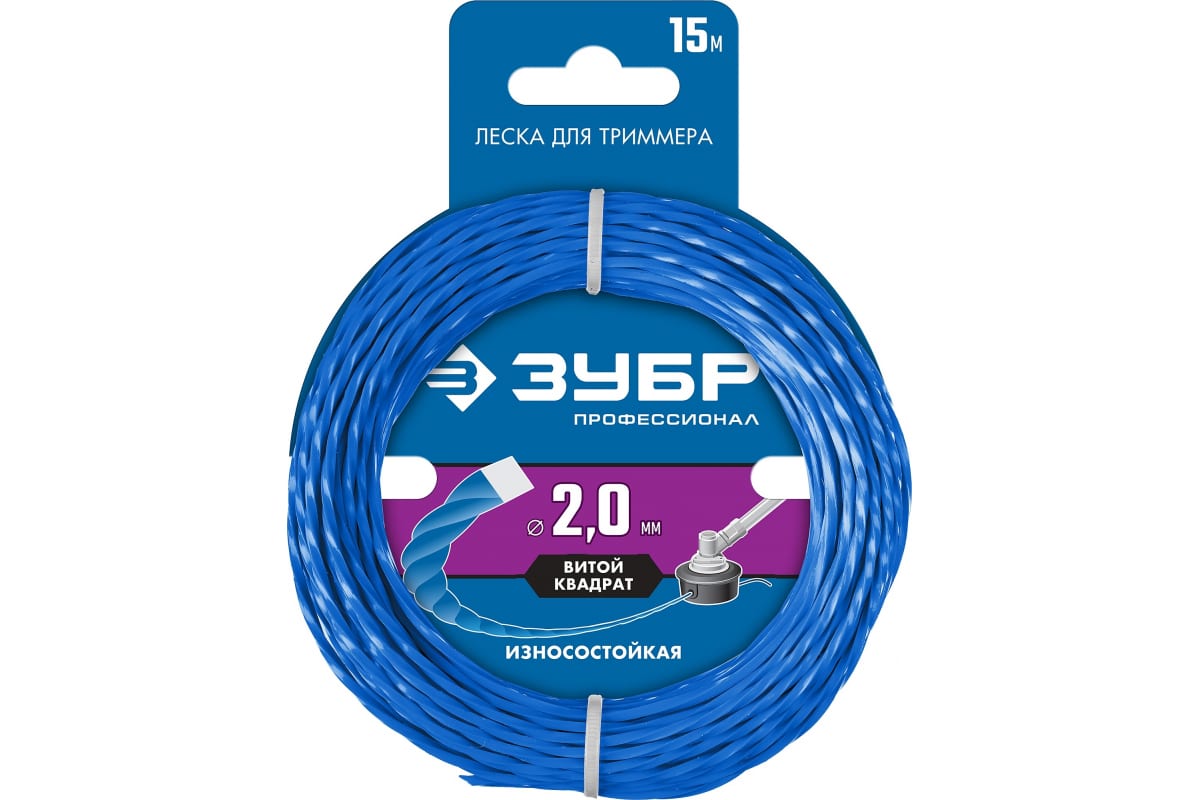 15м
ЛЕСКА ДЛЯ ТРИММЕРА
ЗУБР
ПРОФЕССИОНАЛ
⌀ 2,0 мм
ВИТОЙ
КВАДРАТ
ИЗНОСОСТОЙКАЯ